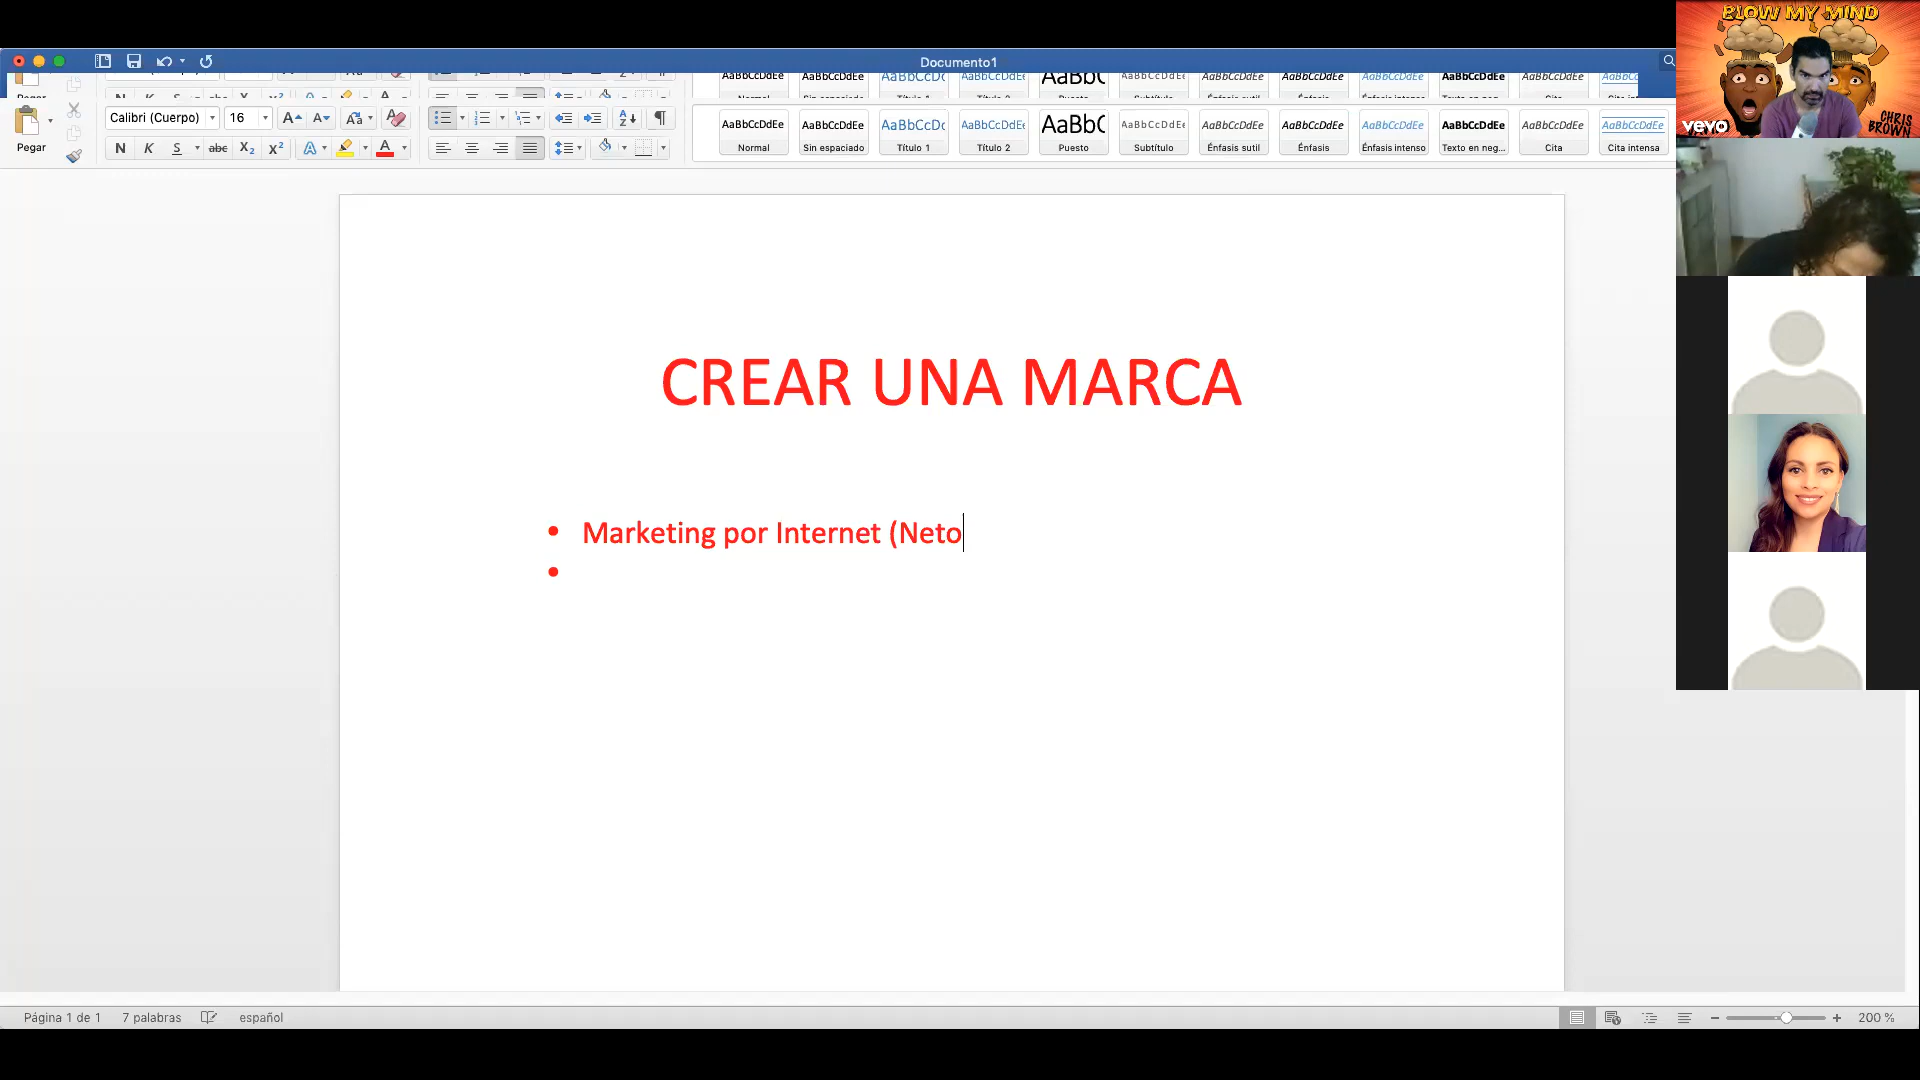 Documento1
BLOW MY MIND
CHRIS BROWN
vevo
Calibri (Cuerpo)
16
Pegar
N K S abc X₂ X²
AaBbCcDdEe AaBbCcDdEe AaBbCcDc AaBbCcDdEe AaBbC AaBbCcDdEe AaBbCcDdEe AaBbCcDdEe AaBbCcDdEe AaBbCcDdEe AaBbCcDdEe AaBbCcDdEe
Normal Sin espaciado Título 1 Título 2 Puesto Subtítulo Énfasis sutil Énfasis Énfasis intenso Texto en neg... Cita Cita intensa
CREAR UNA MARCA
• Marketing por Internet (Neto
•
Página 1 de 1 7 palabras español 200 %